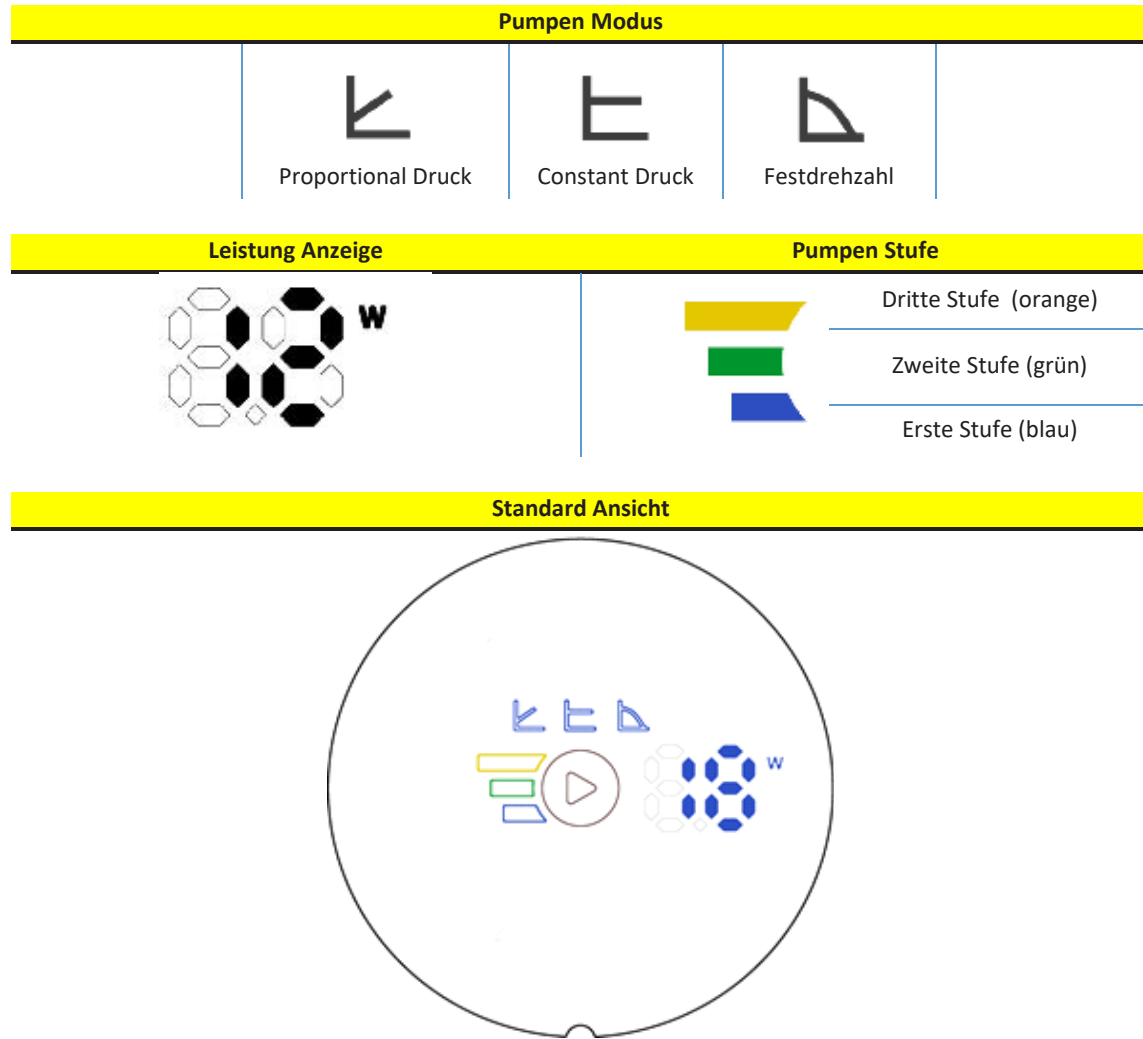 Pumpen Modus
Proportional Druck Constant Druck Festdrehzahl
Leistung Anzeige Pumpen Stufe
12 W
Dritte Stufe (orange)
Zweite Stufe (grün)
Erste Stufe (blau)
Standard Ansicht
18 W